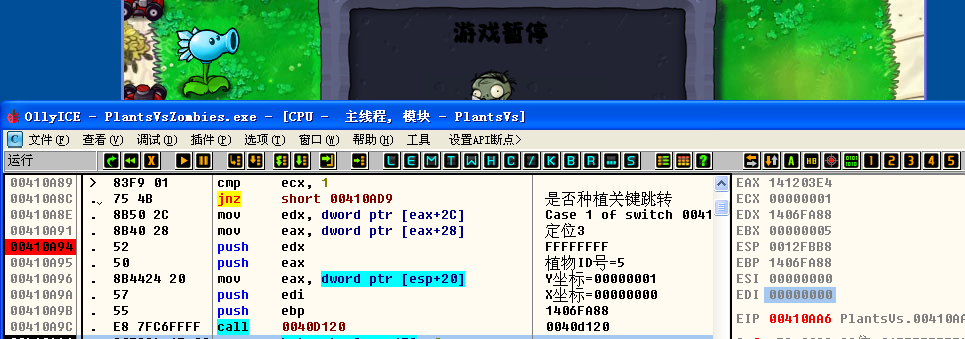 游戏暂停
OllyICE - PlantsVsZombies.exe - [CPU - 主线程, 模块 - PlantsVs]
C 文件(F) 查看(V) 调试(D) 插件(P) 选项(T) 窗口(W) 帮助(H) 工具 设置API断点>
运行 L E M T W H C / K B R ... S ? A HB 1 2 3 4 5
00410A89 > 83F9 01 cmp ecx, 1 EAX 141203E4
00410A8C . 75 4B jnz short 00410AD9 是否种植关键跳转 ECX 00000001
00410A8E . 8B50 2C mov edx, dword ptr [eax+2C] Case 1 of switch 0041 EDX 1406FA88
00410A91 . 8B40 28 mov eax, dword ptr [eax+28] 定位3 EBX 00000005
00410A94 . 52 push edx FFFFFFFF ESP 0012FBB8
00410A95 . 50 push eax 植物ID号=5 EBP 1406FA88
00410A96 . 8B4424 20 mov eax, dword ptr [esp+20] Y坐标=00000001 ESI 00000000
00410A9A . 57 push edi X坐标=00000000 EDI 00000000
00410A9B . 55 push ebp 1406FA88
00410A9C . E8 7FC6FFFF call 0040D120 0040d120 EIP 00410AA6 PlantsVs.00410AA